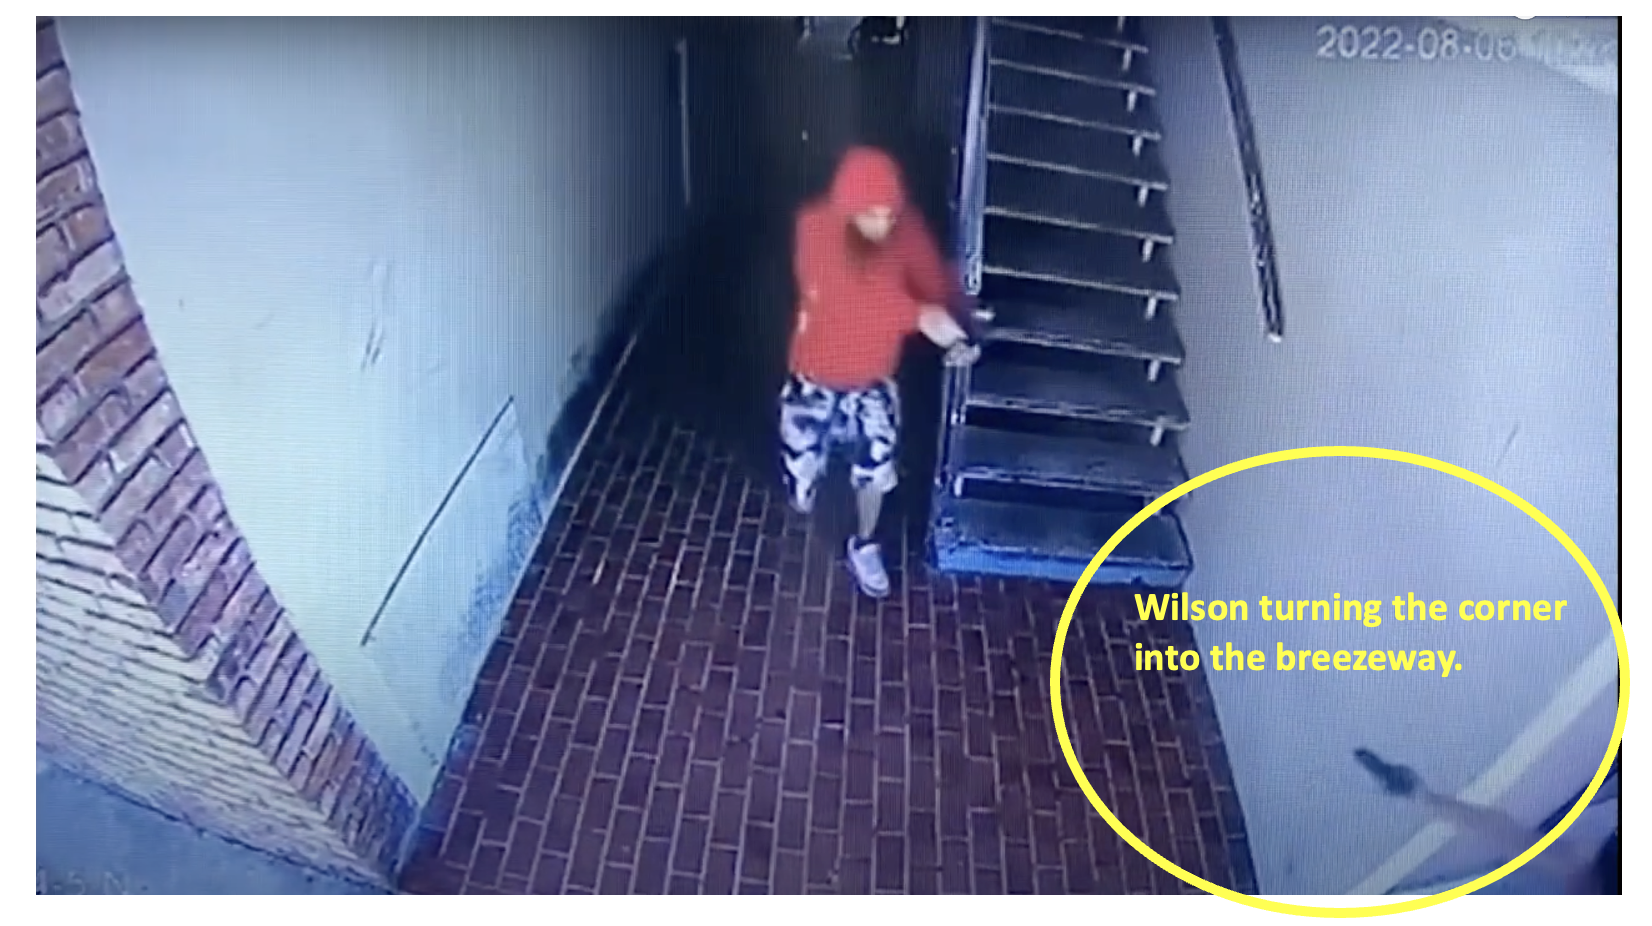 2022-08-06
Wilson turning the corner
into the breezeway.